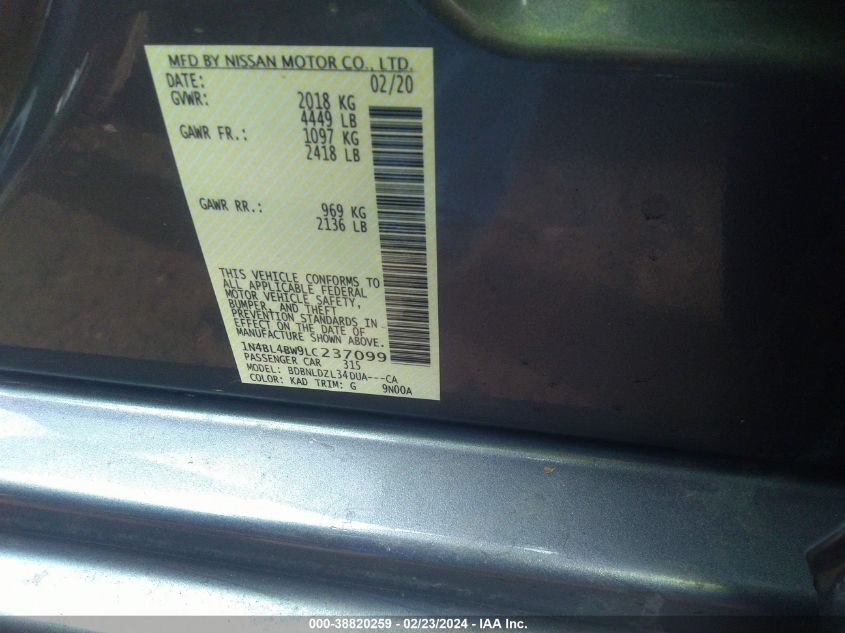 MFD BY NISSAN MOTOR CO., LTD.
DATE: 02/20
GVWR: 2018 KG
4449 LB
GAWR FR.: 1097 KG
2418 LB
GAWR RR.: 969 KG
2136 LB
THIS VEHICLE CONFORMS TO
ALL APPLICABLE FEDERAL
MOTOR VEHICLE SAFETY,
BUMPER, AND THEFT
PREVENTION STANDARDS IN
EFFECT ON THE DATE OF
MANUFACTURE SHOWN ABOVE.
1N4BL4BW9LC237099
PASSENGER CAR 315
MODEL: BDBNLDZL34DUA---CA
COLOR: KAD TRIM: G 9N00A
000-38820259 - 02/23/2024 - IAA Inc.